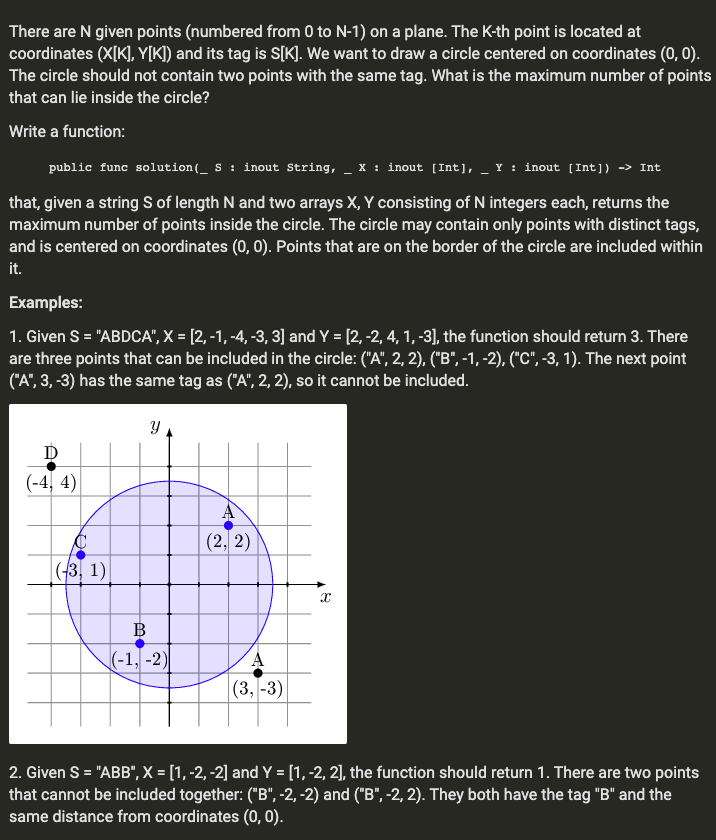 There are N given points (numbered from 0 to N-1) on a plane. The K-th point is located at
coordinates (X[K], Y[K]) and its tag is S[K]. We want to draw a circle centered on coordinates (0, 0).
The circle should not contain two points with the same tag. What is the maximum number of points
that can lie inside the circle?
Write a function:
public func solution(_ S : inout String, _ X : inout [Int], _ Y : inout [Int]) -> Int
that, given a string S of length N and two arrays X, Y consisting of N integers each, returns the
maximum number of points inside the circle. The circle may contain only points with distinct tags,
and is centered on coordinates (0, 0). Points that are on the border of the circle are included within
it.
Examples:
1. Given S = "ABDCA", X = [2, -1, -4, -3, 3] and Y = [2, -2, 4, 1, -3], the function should return 3. There
are three points that can be included in the circle: ("A", 2, 2), ("B", -1, -2), ("C", -3, 1). The next point
("A", 3, -3) has the same tag as ("A", 2, 2), so it cannot be included.
y
D
(-4, 4)
A
(2, 2)
C
(-3, 1)
x
B
(-1, -2)
A
(3, -3)
2. Given S = "ABB", X = [1, -2, -2] and Y = [1, -2, 2], the function should return 1. There are two points
that cannot be included together: ("B", -2, -2) and ("B", -2, 2). They both have the tag "B" and the
same distance from coordinates (0, 0).